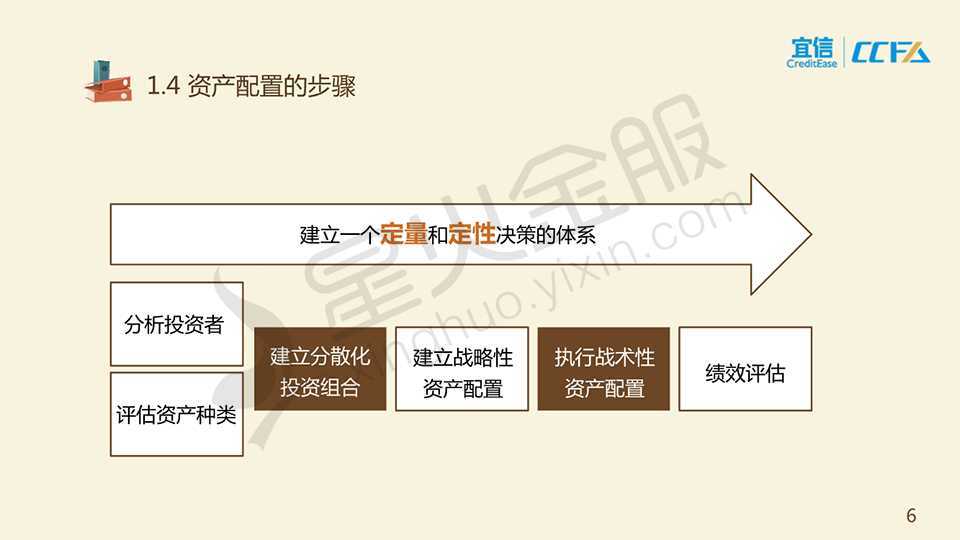 宜信
CreditEase
CCFA
1.4 资产配置的步骤
建立一个定量和定性决策的体系
分析投资者
评估资产种类
建立分散化
投资组合
建立战略性
资产配置
执行战术性
资产配置
绩效评估
星火金服
xinghuo.yixin.com
6